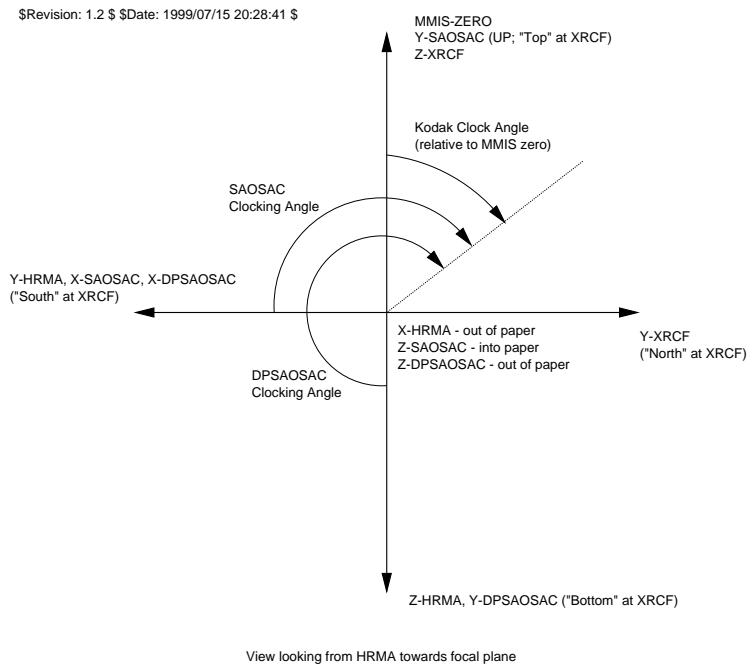 $Revision: 1.2 $ $Date: 1999/07/15 20:28:41 $
MMIS-ZERO
Y-SAOSAC (UP; "Top" at XRCF)
Z-XRCF
Kodak Clock Angle
(relative to MMIS zero)
SAOSAC
Clocking Angle
Y-HRMA, X-SAOSAC, X-DPSAOSAC
("South" at XRCF)
X-HRMA - out of paper
Z-SAOSAC - into paper
Z-DPSAOSAC - out of paper
Y-XRCF
("North" at XRCF)
DPSAOSAC
Clocking Angle
Z-HRMA, Y-DPSAOSAC ("Bottom" at XRCF)
View looking from HRMA towards focal plane